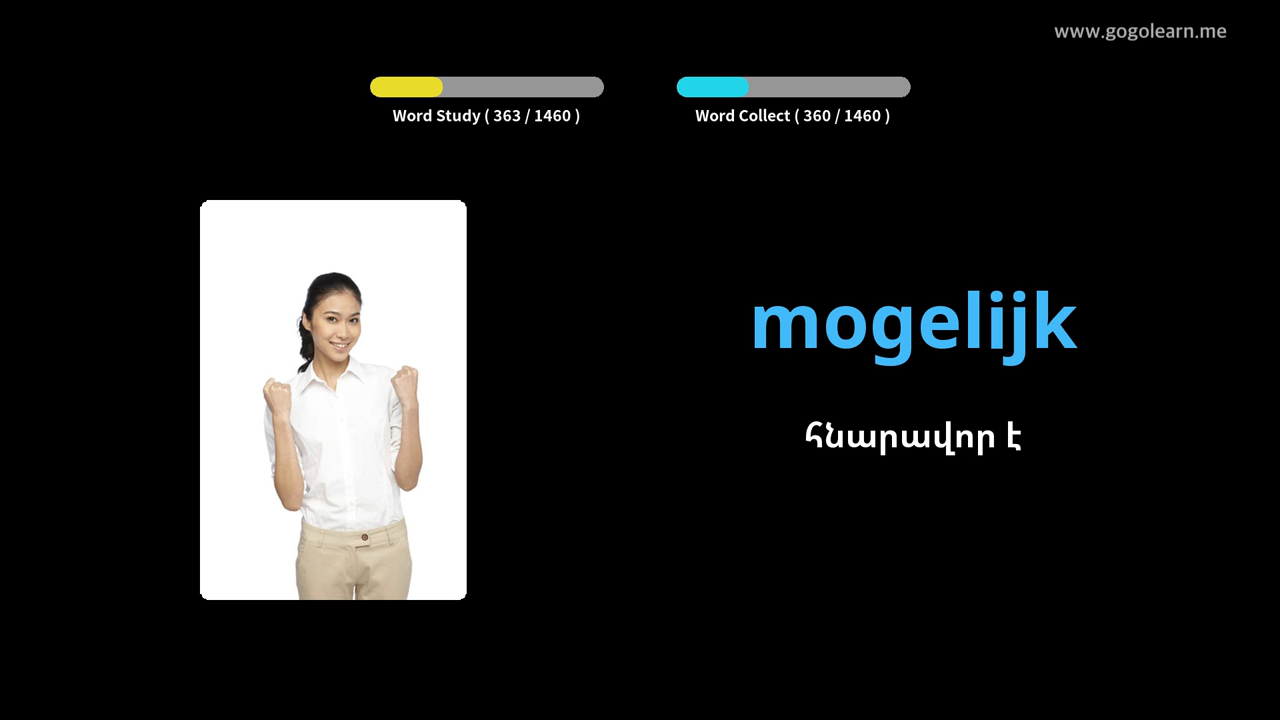 www.gogolearn.me
Word Study ( 363 / 1460 )
Word Collect ( 360 / 1460 )
mogelijk
հնարավոր է